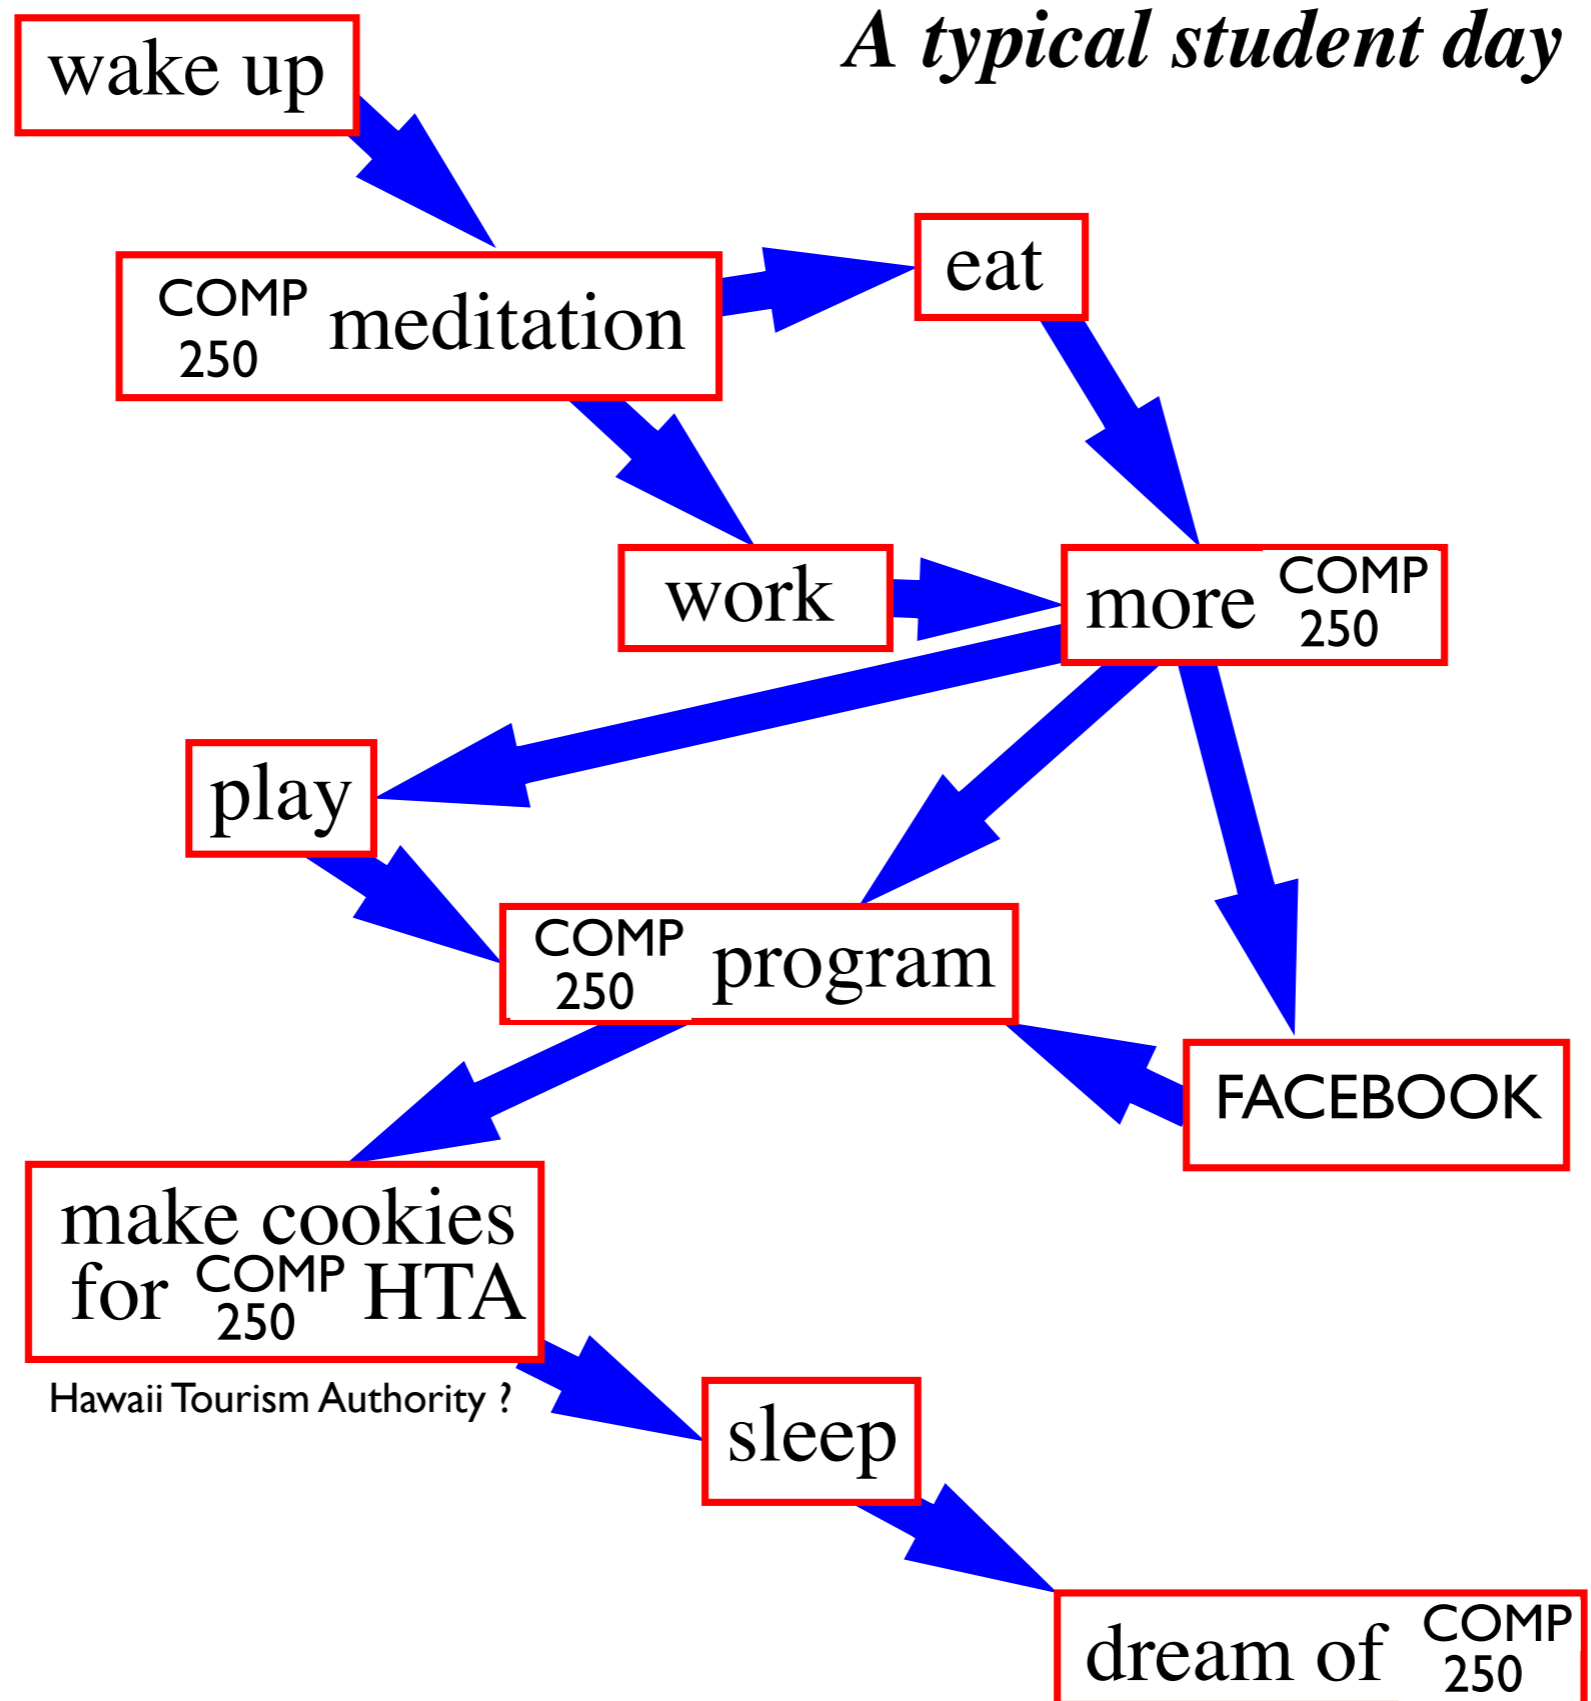 A typical student day
wake up
COMP
250
meditation
eat
work
more
COMP
250
play
COMP
250
program
FACEBOOK
make cookies
for COMP HTA
250
Hawaii Tourism Authority ?
sleep
dream of
COMP
250